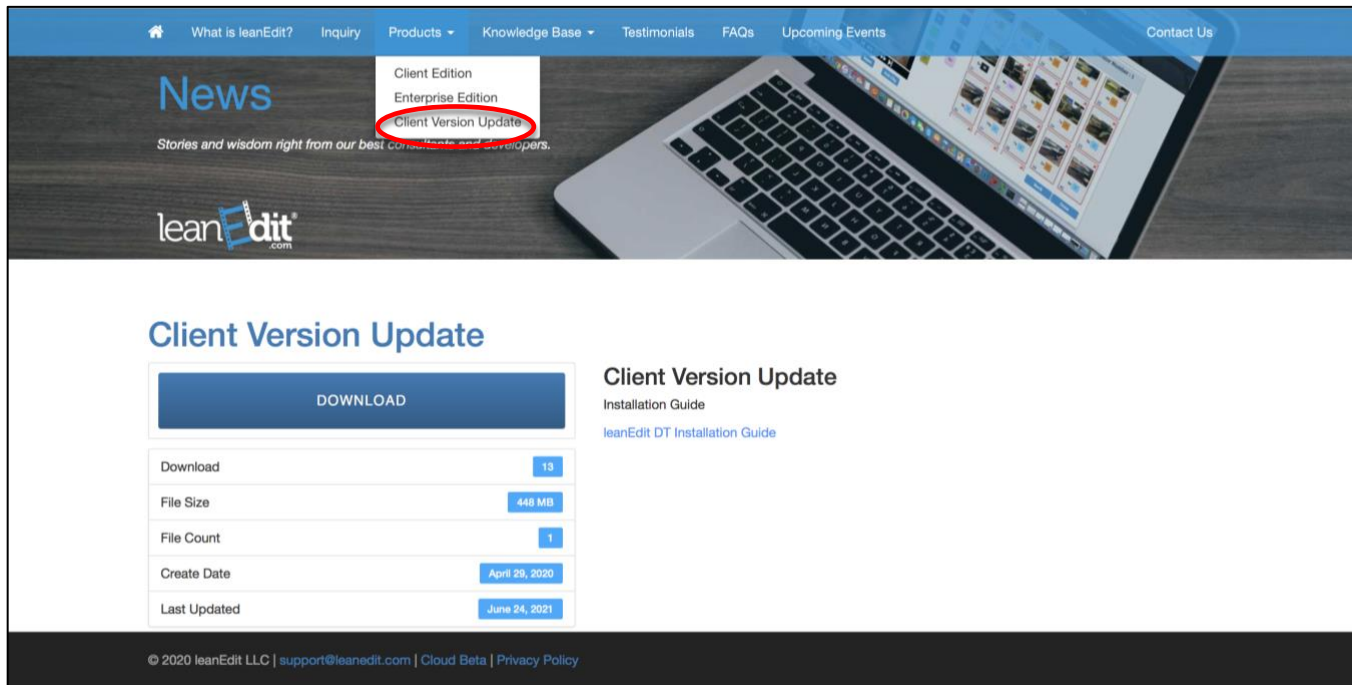 What is leanEdit? Inquiry Products Knowledge Base Testimonials FAQs Upcoming Events Contact Us
Client Edition
News
Enterprise Edition
Client Version Update
Stories and wisdom right from our best consultants and developers.
leanEdit®
.com
Client Version Update
DOWNLOAD
Client Version Update
Installation Guide
leanEdit DT Installation Guide
Download 13
File Size 448 MB
File Count 1
Create Date April 29, 2020
Last Updated June 24, 2021
© 2020 leanEdit LLC | support@leanedit.com | Cloud Beta | Privacy Policy